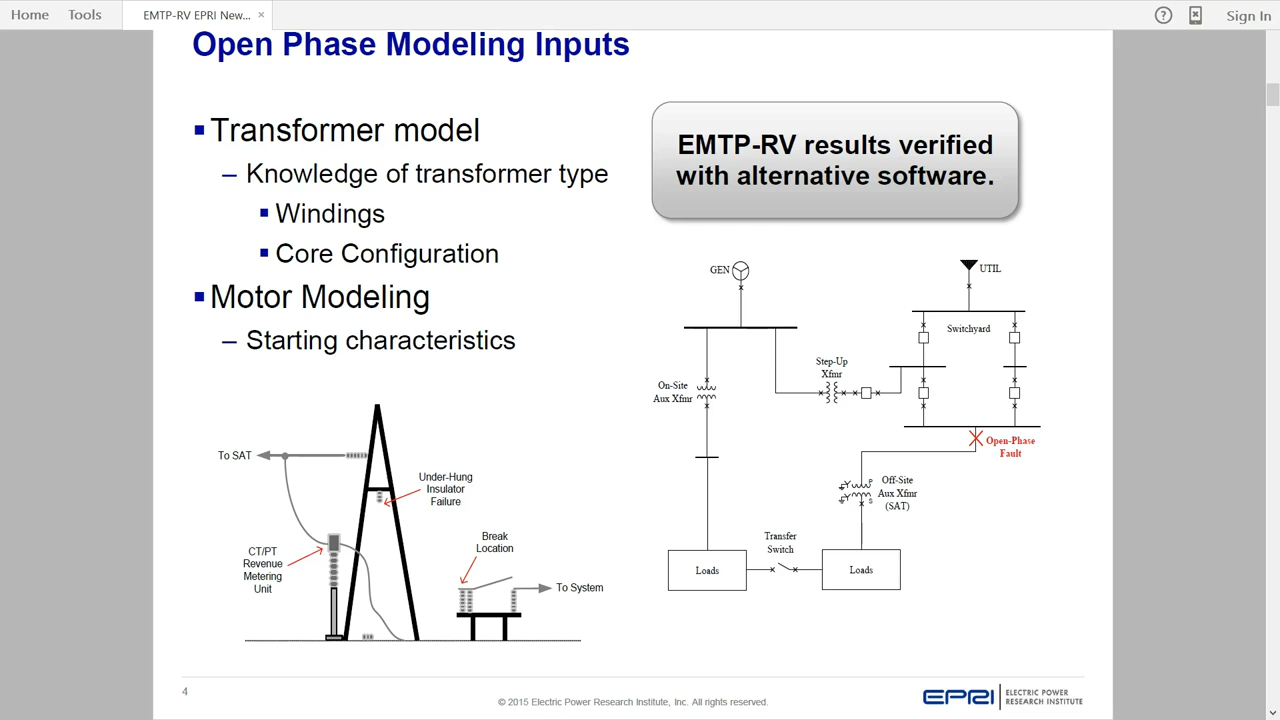 Home
Tools
EMTP-RV EPRI New...
×
?
Sign In
Open Phase Modeling Inputs
Transformer model
– Knowledge of transformer type
Windings
Core Configuration
Motor Modeling
– Starting characteristics
EMTP-RV results verified
with alternative software.
To SAT
Under-Hung
Insulator
Failure
CT/PT
Revenue
Metering
Unit
Break
Location
To System
GEN
UTIL
Switchyard
Step-Up
Xfmr
On-Site
Aux Xfmr
Open-Phase
Fault
P
S
Off-Site
Aux Xfmr
(SAT)
Transfer
Switch
Loads
Loads
4
© 2015 Electric Power Research Institute, Inc. All rights reserved.
EPRI
ELECTRIC POWER
RESEARCH INSTITUTE